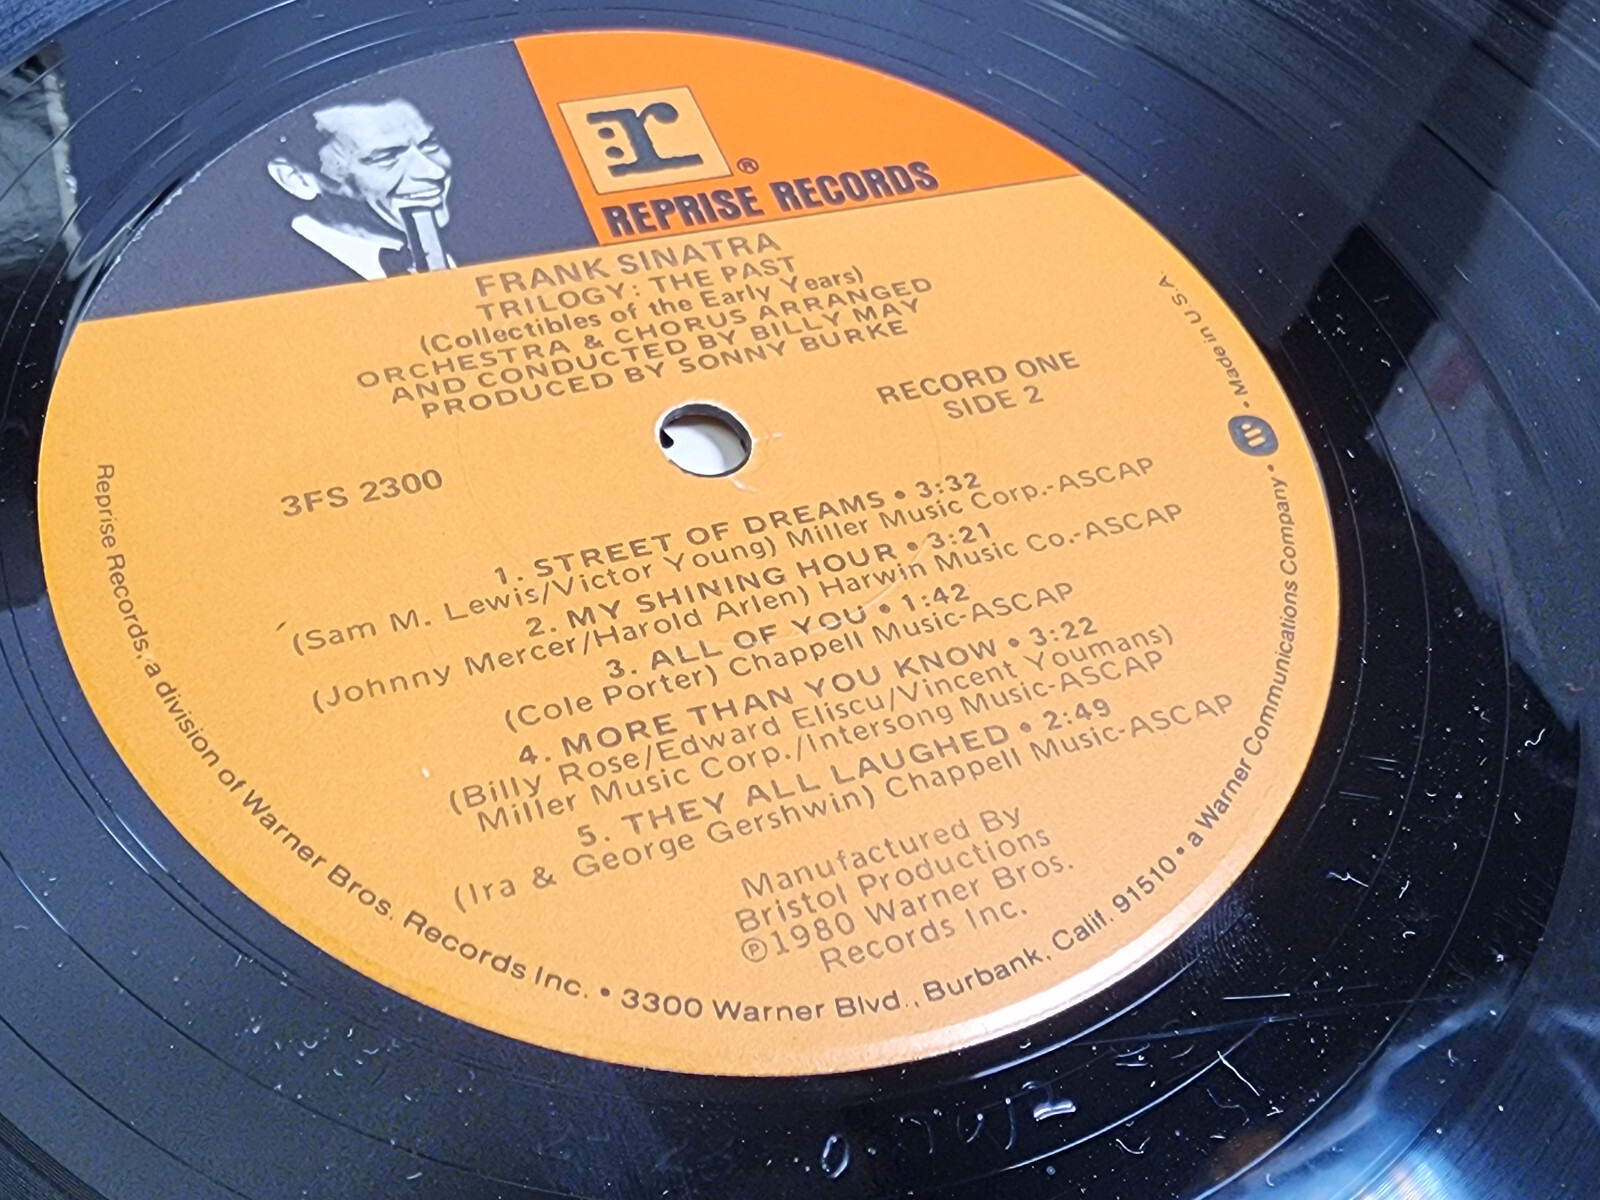 r
®
REPRISE RECORDS
FRANK SINATRA
TRILOGY: THE PAST
(Collectibles of the Early Years)
ORCHESTRA & CHORUS ARRANGED
AND CONDUCTED BY BILLY MAY
PRODUCED BY SONNY BURKE
RECORD ONE
SIDE 2
3FS 2300
1. STREET OF DREAMS • 3:32
(Sam M. Lewis/Victor Young) Miller Music Corp.-ASCAP
2. MY SHINING HOUR • 3:21
(Johnny Mercer/Harold Arlen) Harwin Music Co.-ASCAP
3. ALL OF YOU • 1:42
(Cole Porter) Chappell Music-ASCAP
4. MORE THAN YOU KNOW • 3:22
(Billy Rose/Edward Eliscu/Vincent Youmans)
Miller Music Corp./Intersong Music-ASCAP
5. THEY ALL LAUGHED • 2:49
(Ira & George Gershwin) Chappell Music-ASCAP
Manufactured By
Bristol Productions
℗1980 Warner Bros.
Records Inc.
Reprise Records, a division of Warner Bros. Records Inc. • 3300 Warner Blvd., Burbank, Calif. 91510 • a Warner Communications Company • • Made in U.S.A.